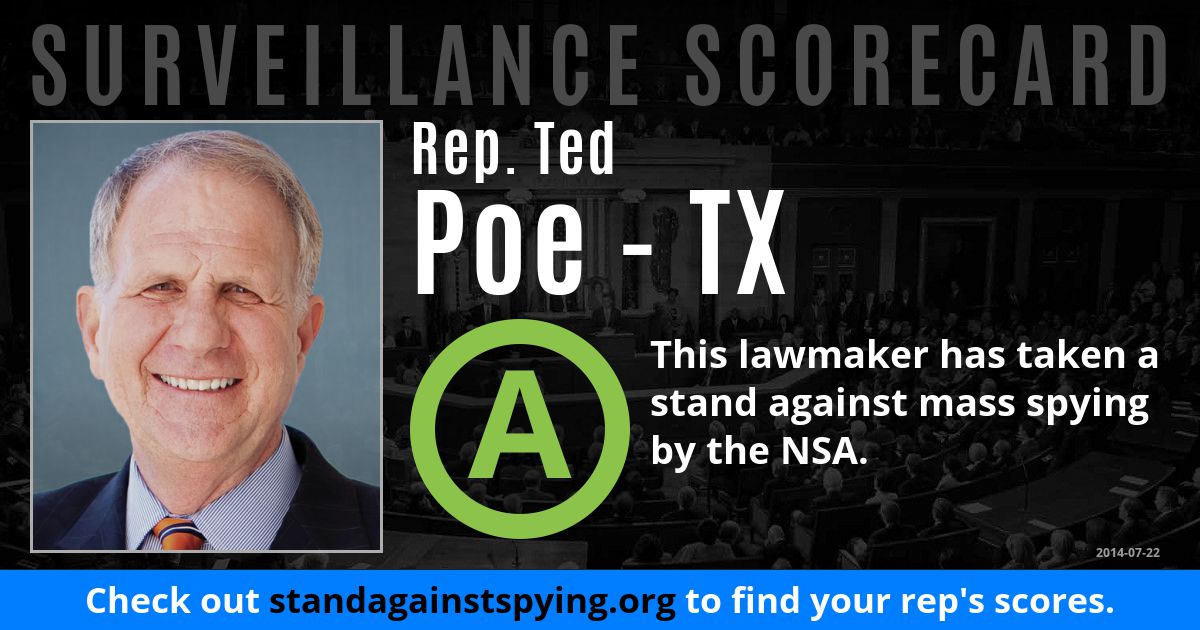 SURVEILLANCE SCORECARD
Rep. Ted
Poe - TX
A
This lawmaker has taken a
stand against mass spying
by the NSA.
2014-07-22
Check out standagainstspying.org to find your rep's scores.